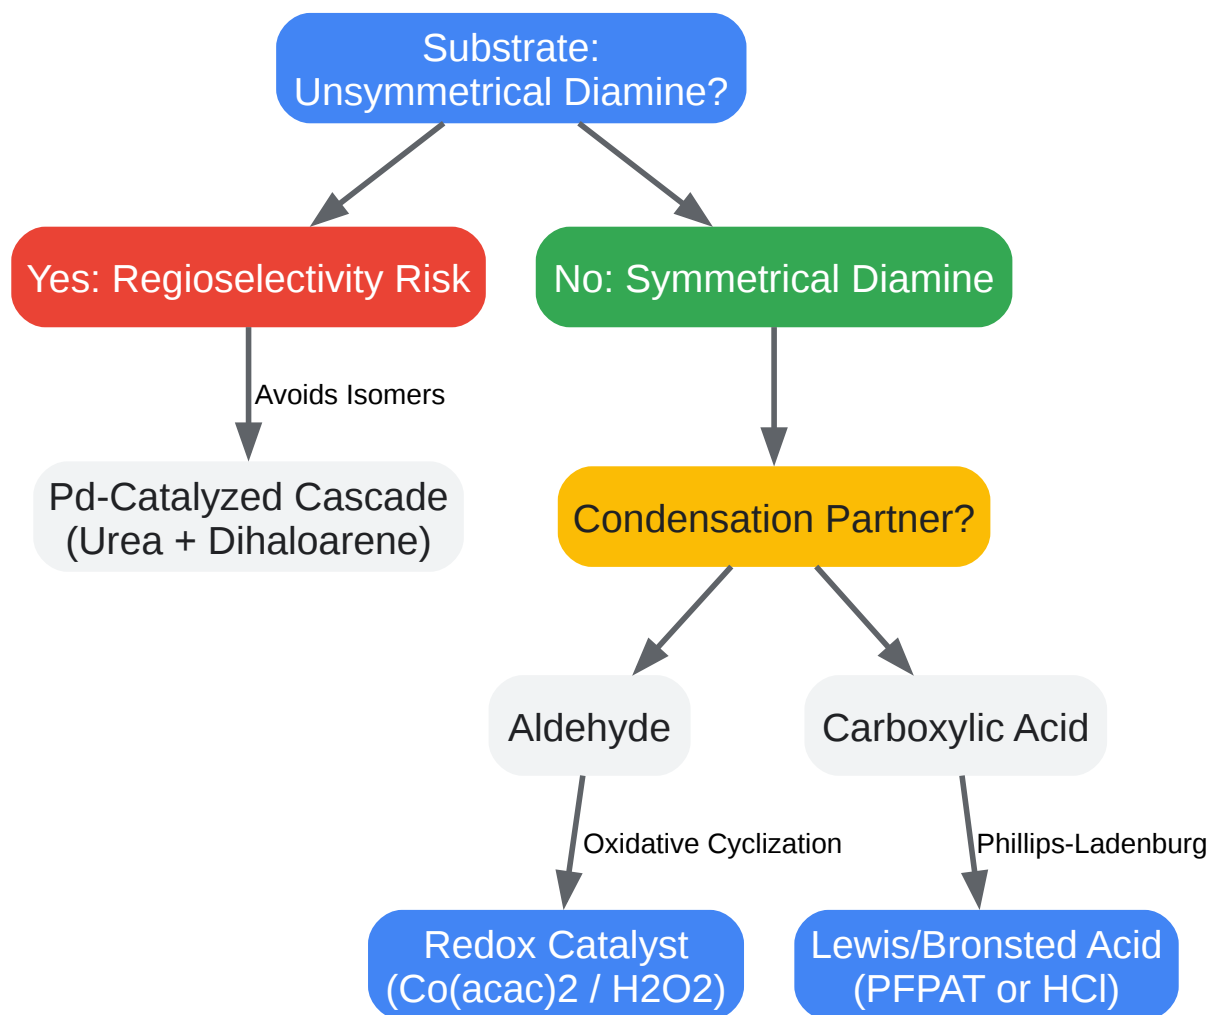 Substrate:
Unsymmetrical Diamine?
Yes: Regioselectivity Risk
No: Symmetrical Diamine
Avoids Isomers
Pd-Catalyzed Cascade
(Urea + Dihaloarene)
Condensation Partner?
Aldehyde
Carboxylic Acid
Oxidative Cyclization
Phillips-Ladenburg
Redox Catalyst
(Co(acac)2 / H2O2)
Lewis/Bronsted Acid
(PFPAT or HCl)